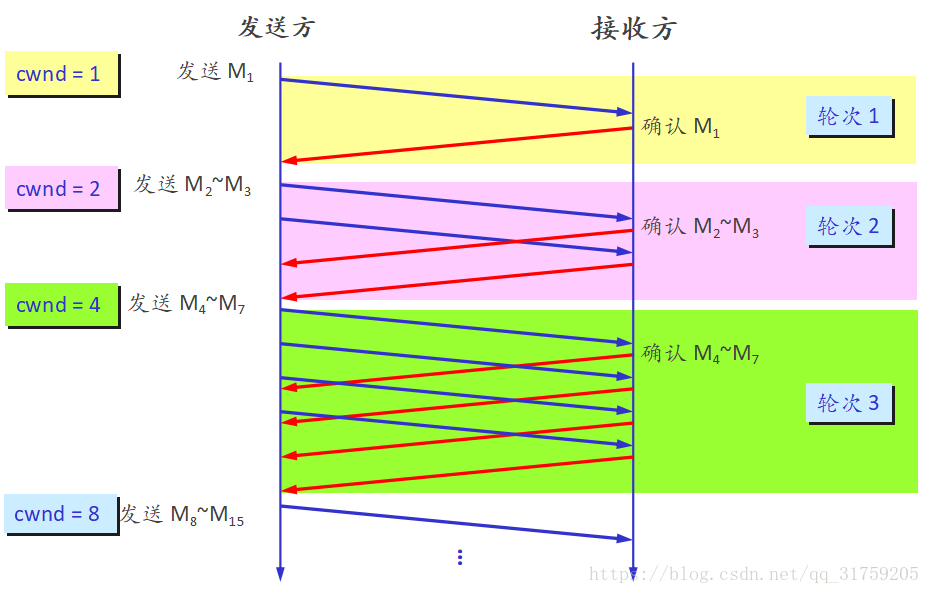 发送方 接收方
cwnd = 1 发送 M₁
确认 M₁ 轮次 1
cwnd = 2 发送 M₂~M₃
确认 M₂~M₃ 轮次 2
cwnd = 4 发送 M₄~M₇
确认 M₄~M₇
轮次 3
cwnd = 8 发送 M₈~M₁₅
⋮
https://blog.csdn.net/qq_31759205